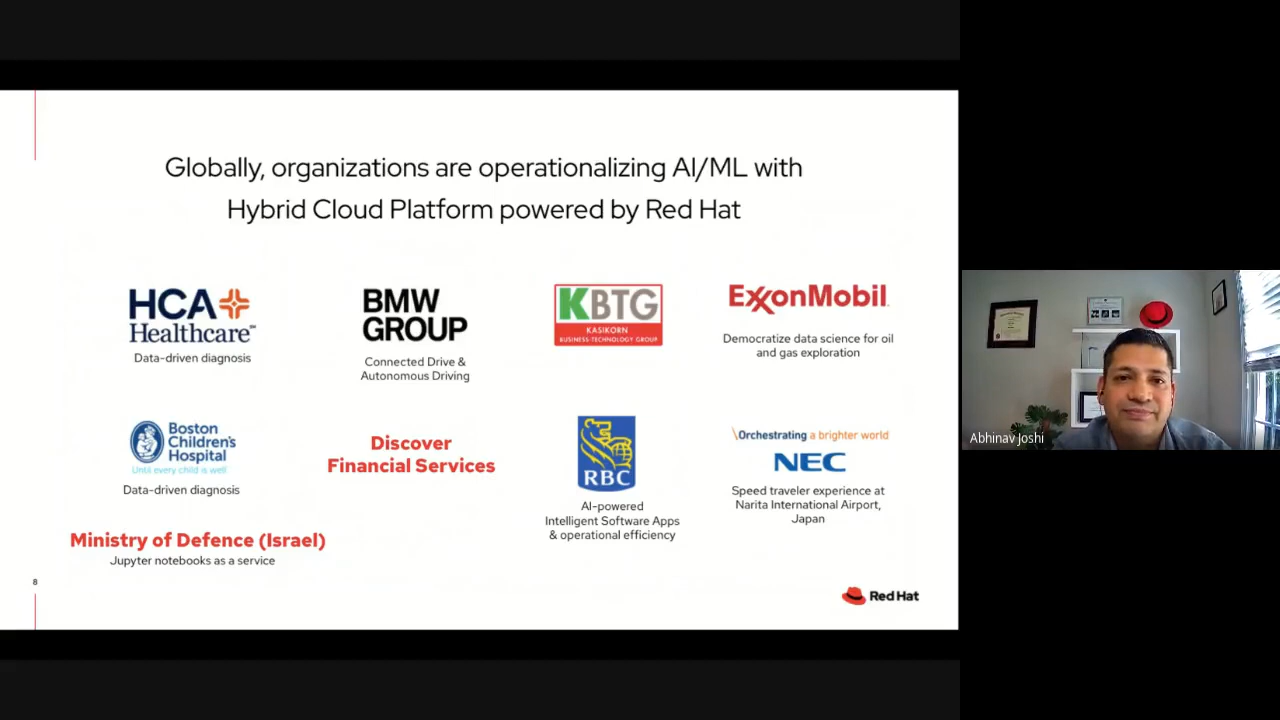 Globally, organizations are operationalizing AI/ML with
Hybrid Cloud Platform powered by Red Hat
HCA
Healthcare℠
Data-driven diagnosis
BMW
GROUP
Connected Drive &
Autonomous Driving
KBTG
KASIKORN
BUSINESS-TECHNOLOGY GROUP
ExxonMobil
Democratize data science for oil
and gas exploration
Boston
Children's
Hospital
Until every child is well
Data-driven diagnosis
Discover
Financial Services
RBC
AI-powered
Intelligent Software Apps
& operational efficiency
\Orchestrating a brighter world
NEC
Speed traveler experience at
Narita International Airport,
Japan
Ministry of Defence (Israel)
Jupyter notebooks as a service
8
Red Hat
Abhinav Joshi